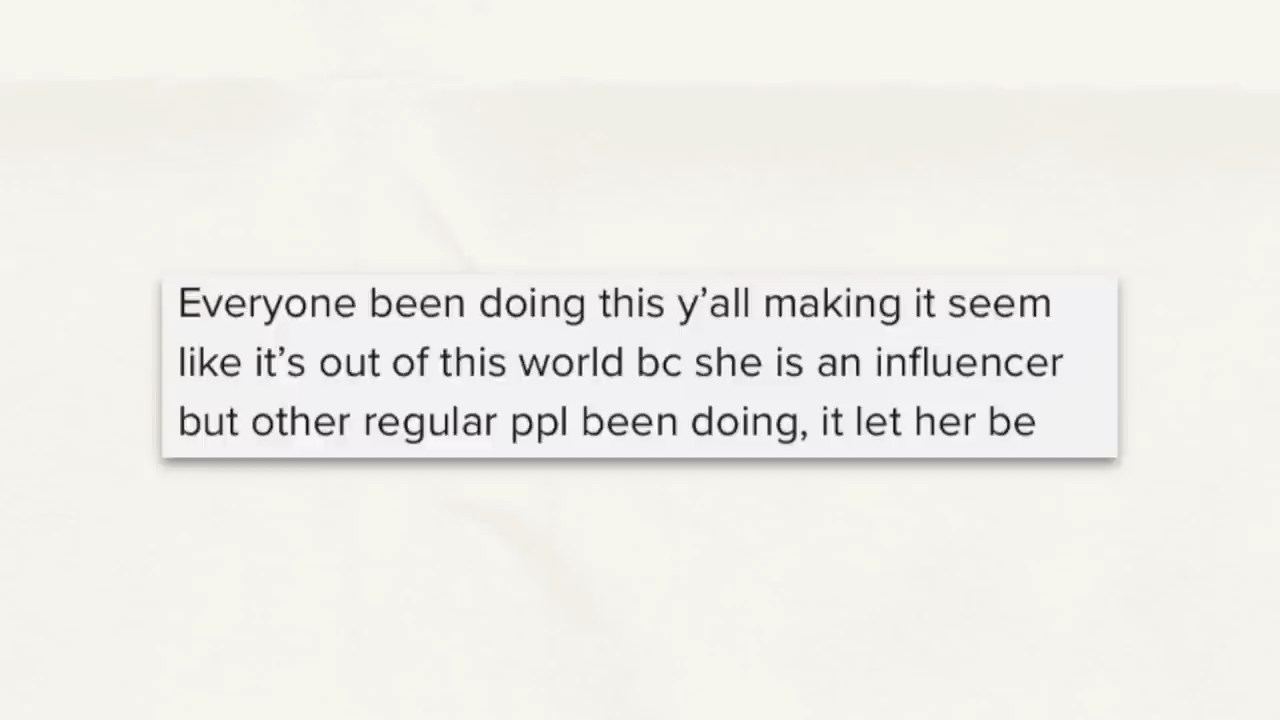 Everyone been doing this y’all making it seem
like it’s out of this world bc she is an influencer
but other regular ppl been doing, it let her be